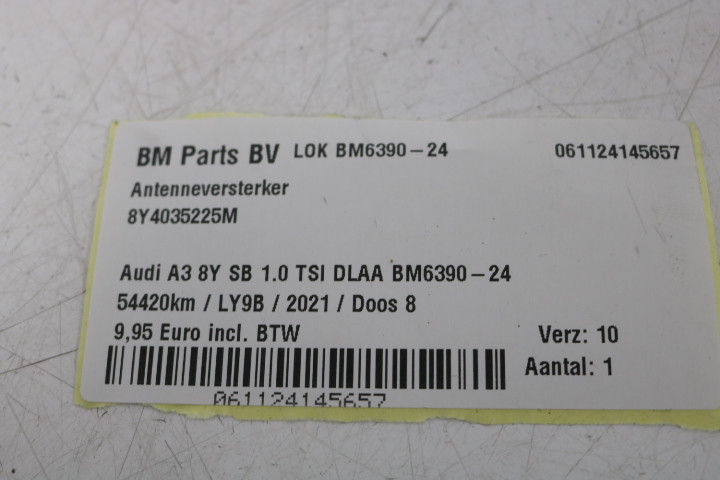 BM Parts BV LOK BM6390-24 061124145657
Antenneversterker
8Y4035225M
Audi A3 8Y SB 1.0 TSI DLAA BM6390-24
54420km / LY9B / 2021 / Doos 8
9,95 Euro incl. BTW Verz: 10
Aantal: 1
061124145657